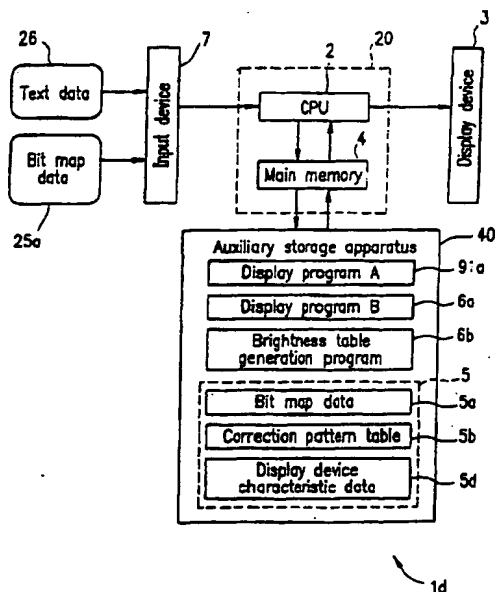 26
7
2
20
3
Text data
Input device
CPU
Display device
Bit map
data
4
Main memory
25a
40
Auxiliary storage apparatus
Display program A
9:a
Display program B
6a
Brightness table
generation program
6b
5
Bit map data
5a
Correction pattern table
5b
Display device
characteristic data
5d
1d